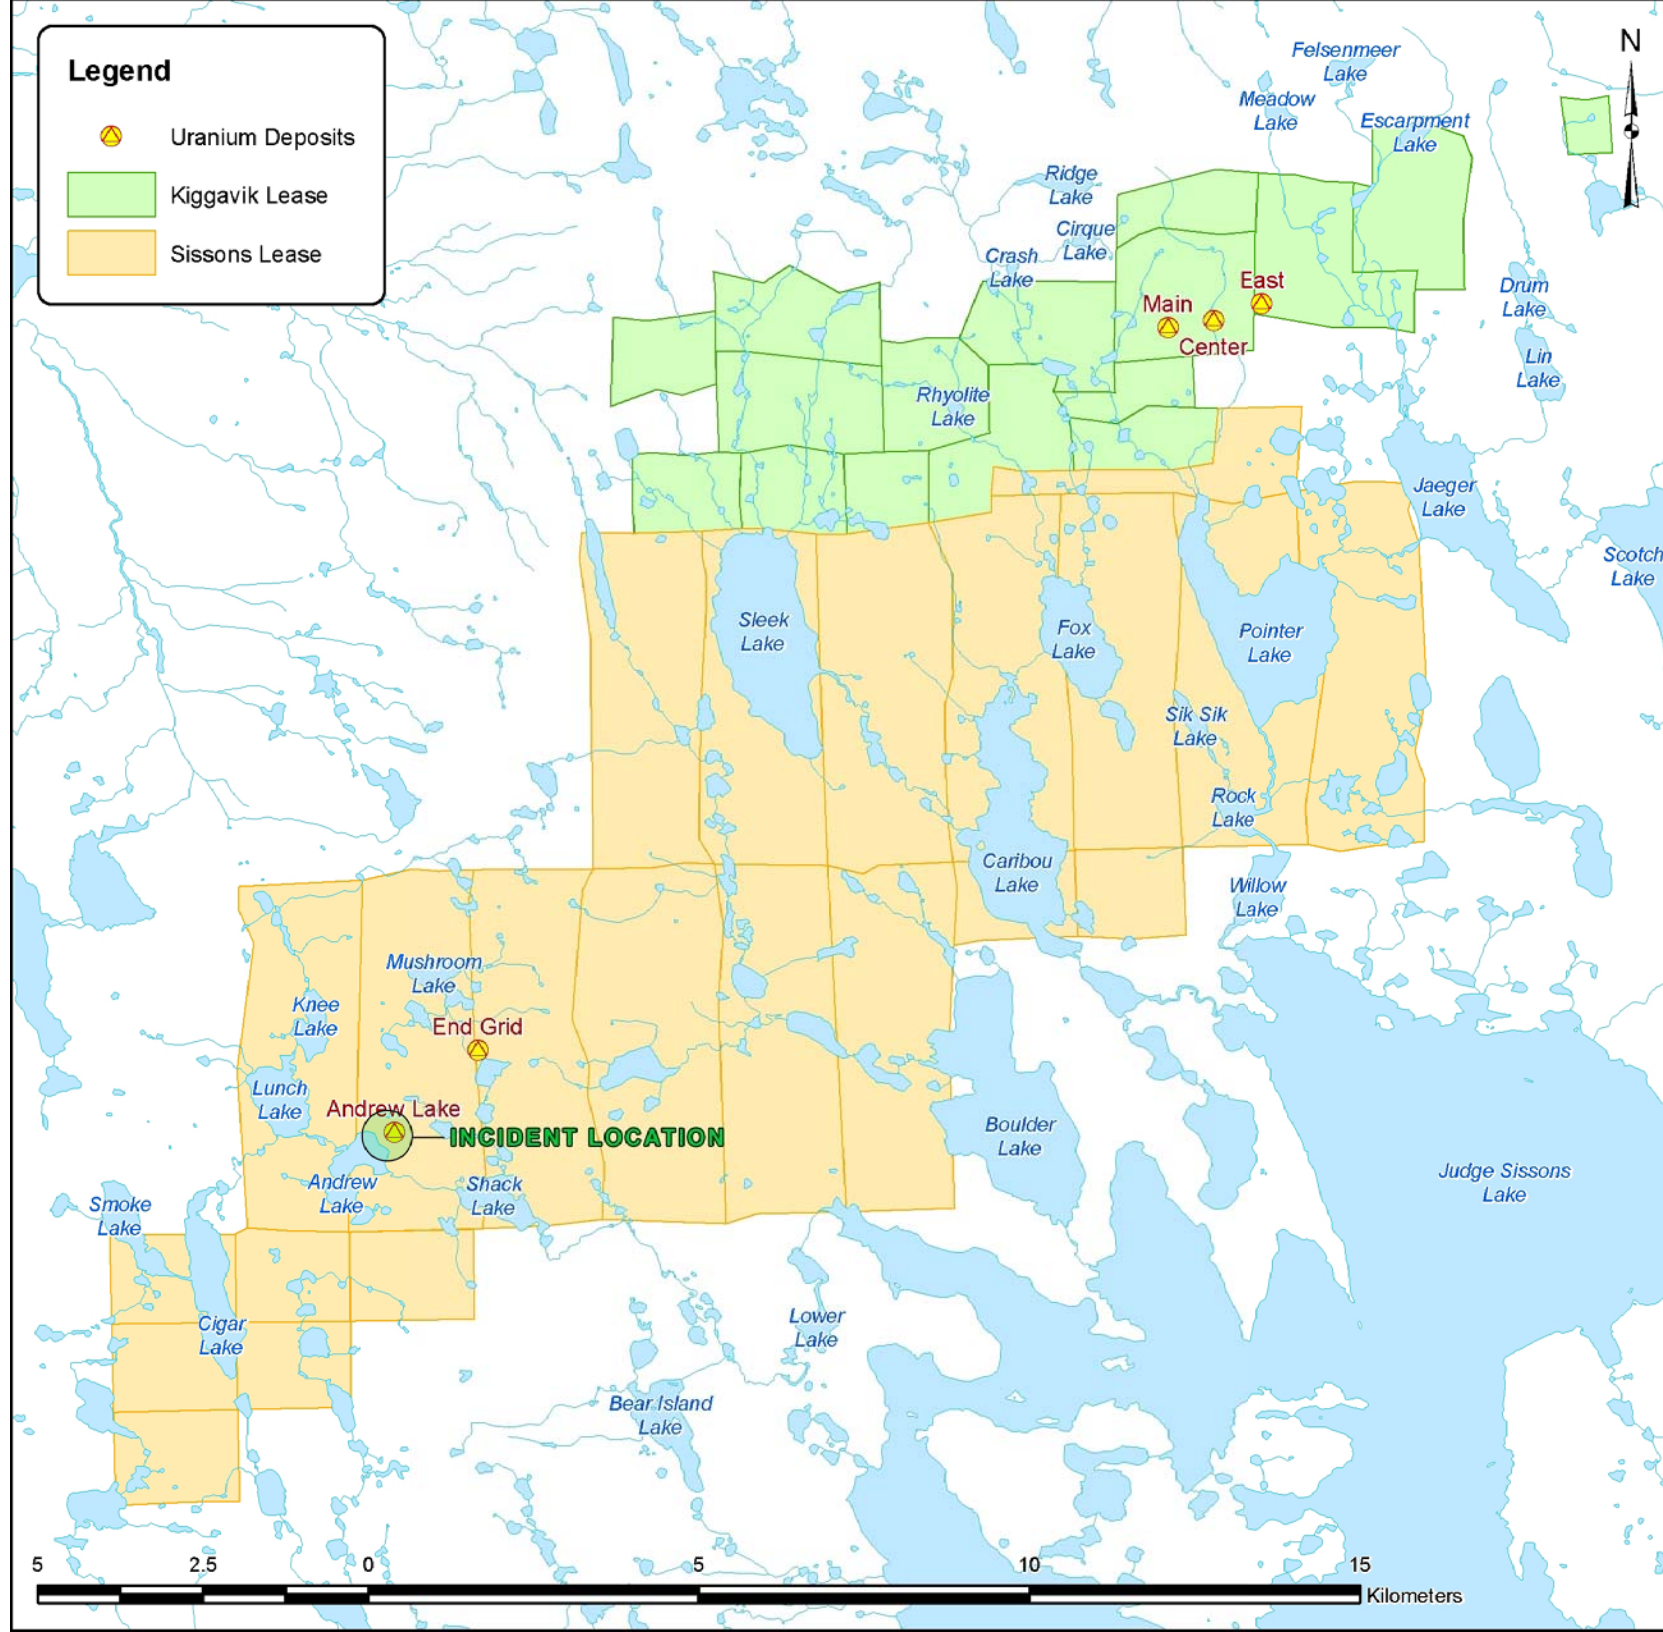 Legend
Uranium Deposits
Kiggavik Lease
Sissons Lease
N
Felsenmeer
Lake
Meadow
Lake
Escarpment
Lake
Ridge
Lake
Cirque
Lake
Crash
Lake
East
Main
Center
Drum
Lake
Lin
Lake
Rhyolite
Lake
Jaeger
Lake
Scotch
Lake
Sleek
Lake
Fox
Lake
Pointer
Lake
Sik Sik
Lake
Rock
Lake
Caribou
Lake
Willow
Lake
Mushroom
Lake
Knee
Lake
End Grid
Lunch
Lake
Andrew Lake
INCIDENT LOCATION
Boulder
Lake
Judge Sissons
Lake
Andrew
Lake
Shack
Lake
Smoke
Lake
Cigar
Lake
Lower
Lake
Bear Island
Lake
5 2.5 0 5 10 15
Kilometers